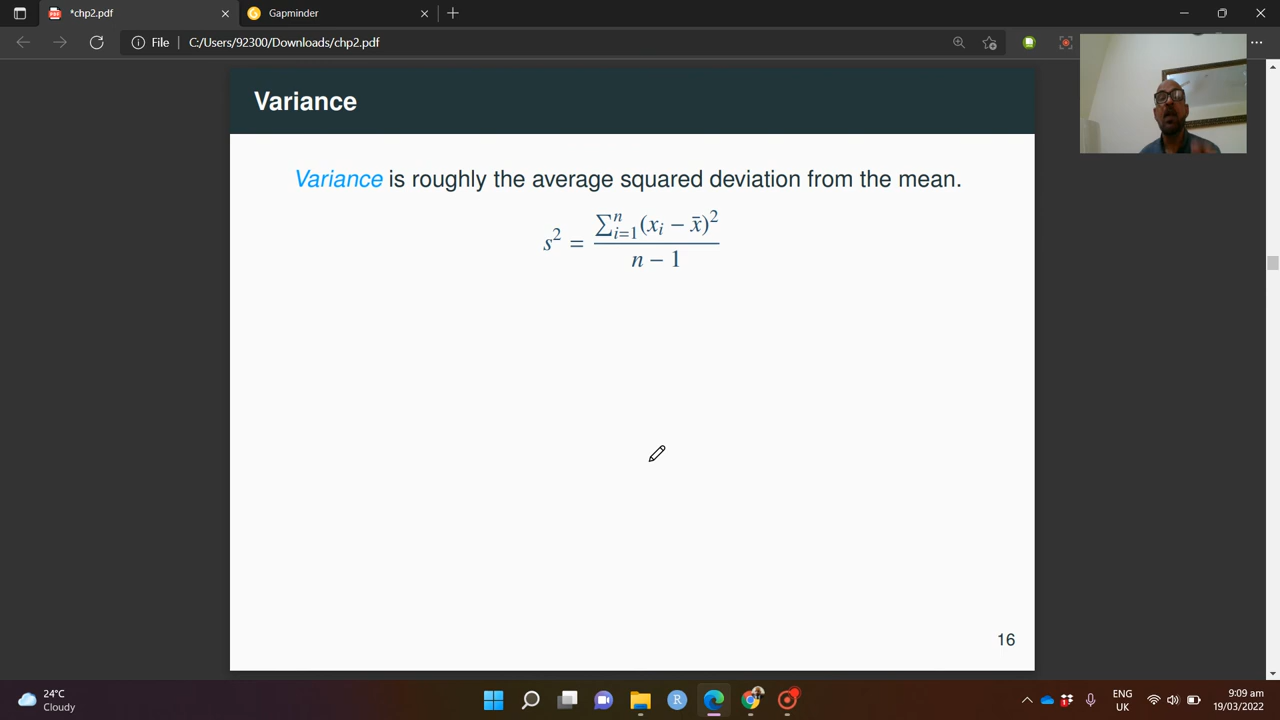 *chp2.pdf
Gapminder
File
C:/Users/92300/Downloads/chp2.pdf
Variance
Variance is roughly the average squared deviation from the mean.
s² = ∑ⁿᵢ₌₁(xᵢ − x̄)² / n − 1
16
24°C
Cloudy
R
ENG
UK
9:09 am
19/03/2022